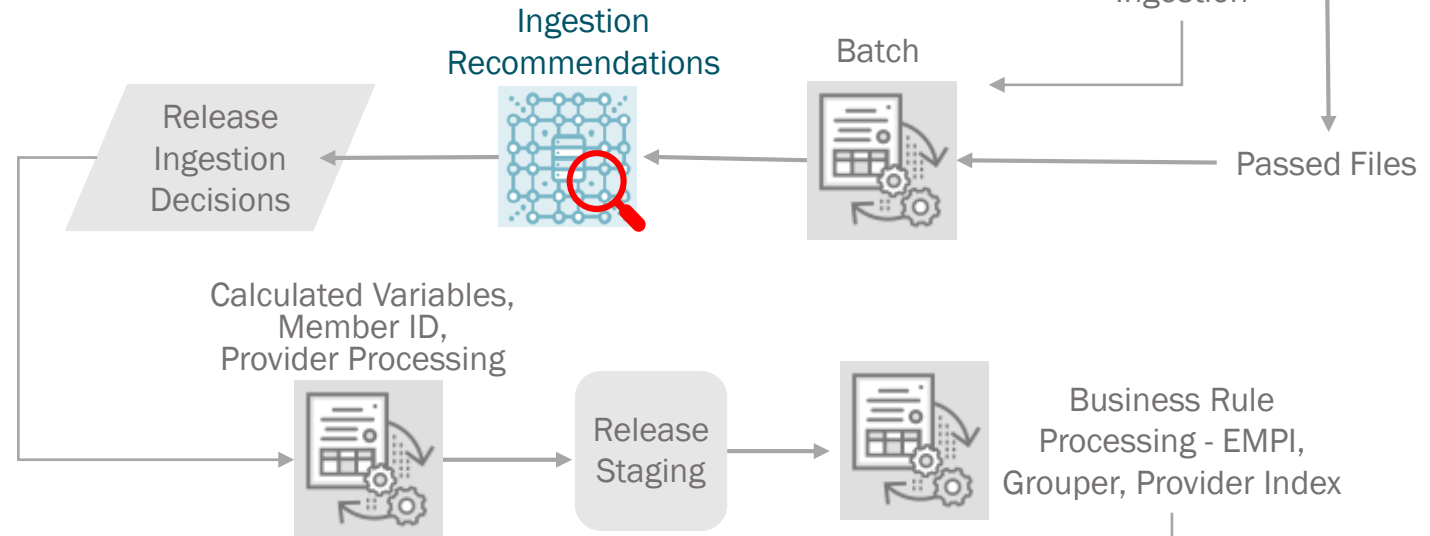 Ingestion
Recommendations
Batch
Release
Ingestion
Decisions
Passed Files
Calculated Variables,
Member ID,
Provider Processing
Release
Staging
Business Rule
Processing - EMPI,
Grouper, Provider Index